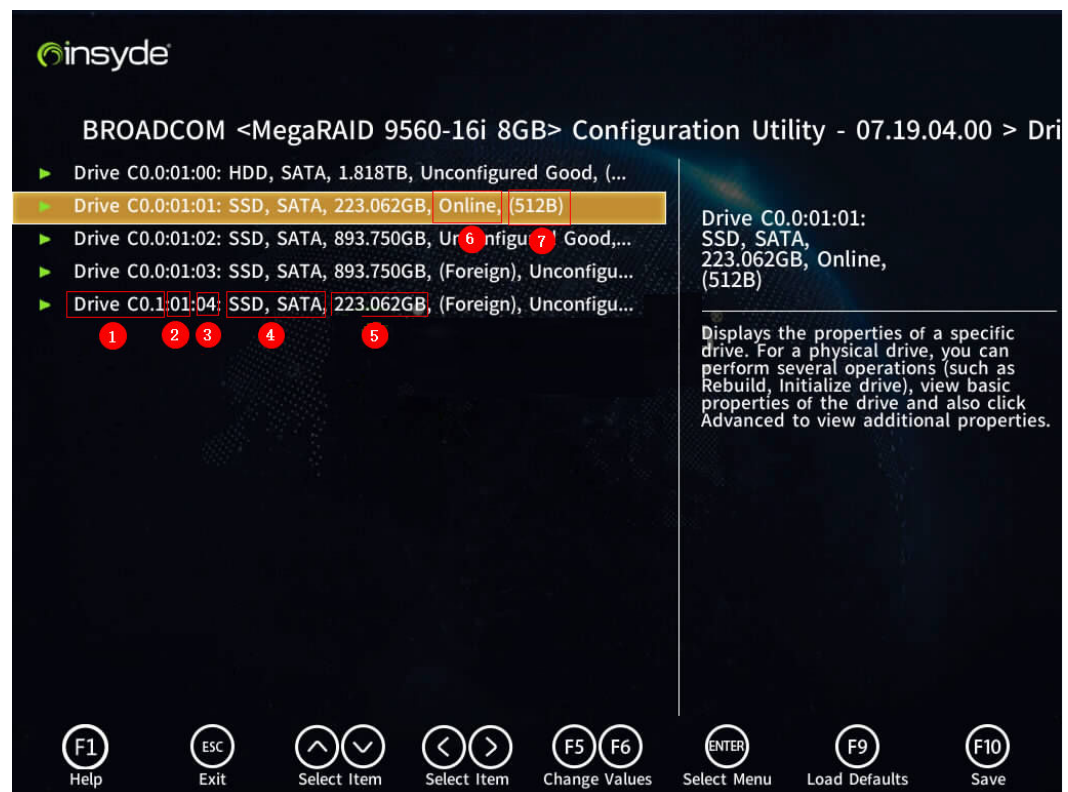 insyde
BROADCOM <MegaRAID 9560-16i 8GB> Configuration Utility - 07.19.04.00 > Dri
Drive C0.0:01:00: HDD, SATA, 1.818TB, Unconfigured Good, (...
Drive C0.0:01:01: SSD, SATA, 223.062GB, Online, (512B)
Drive C0.0:01:02: SSD, SATA, 893.750GB, Good,...
6 7
Drive C0.0:01:03: SSD, SATA, 893.750GB, (Foreign), Unconfigu...
Drive C0.1:01:04: SSD, SATA, 223.062GB, (Foreign), Unconfigu...
1 2 3 4 5
Drive C0.0:01:01:
SSD, SATA,
223.062GB, Online,
(512B)
Displays the properties of a specific
drive. For a physical drive, you can
perform several operations (such as
Rebuild, Initialize drive), view basic
properties of the drive and also click
Advanced to view additional properties.
F1 ESC F5 F6 ENTER F9 F10
Help Exit Select Item Select Item Change Values Select Menu Load Defaults Save